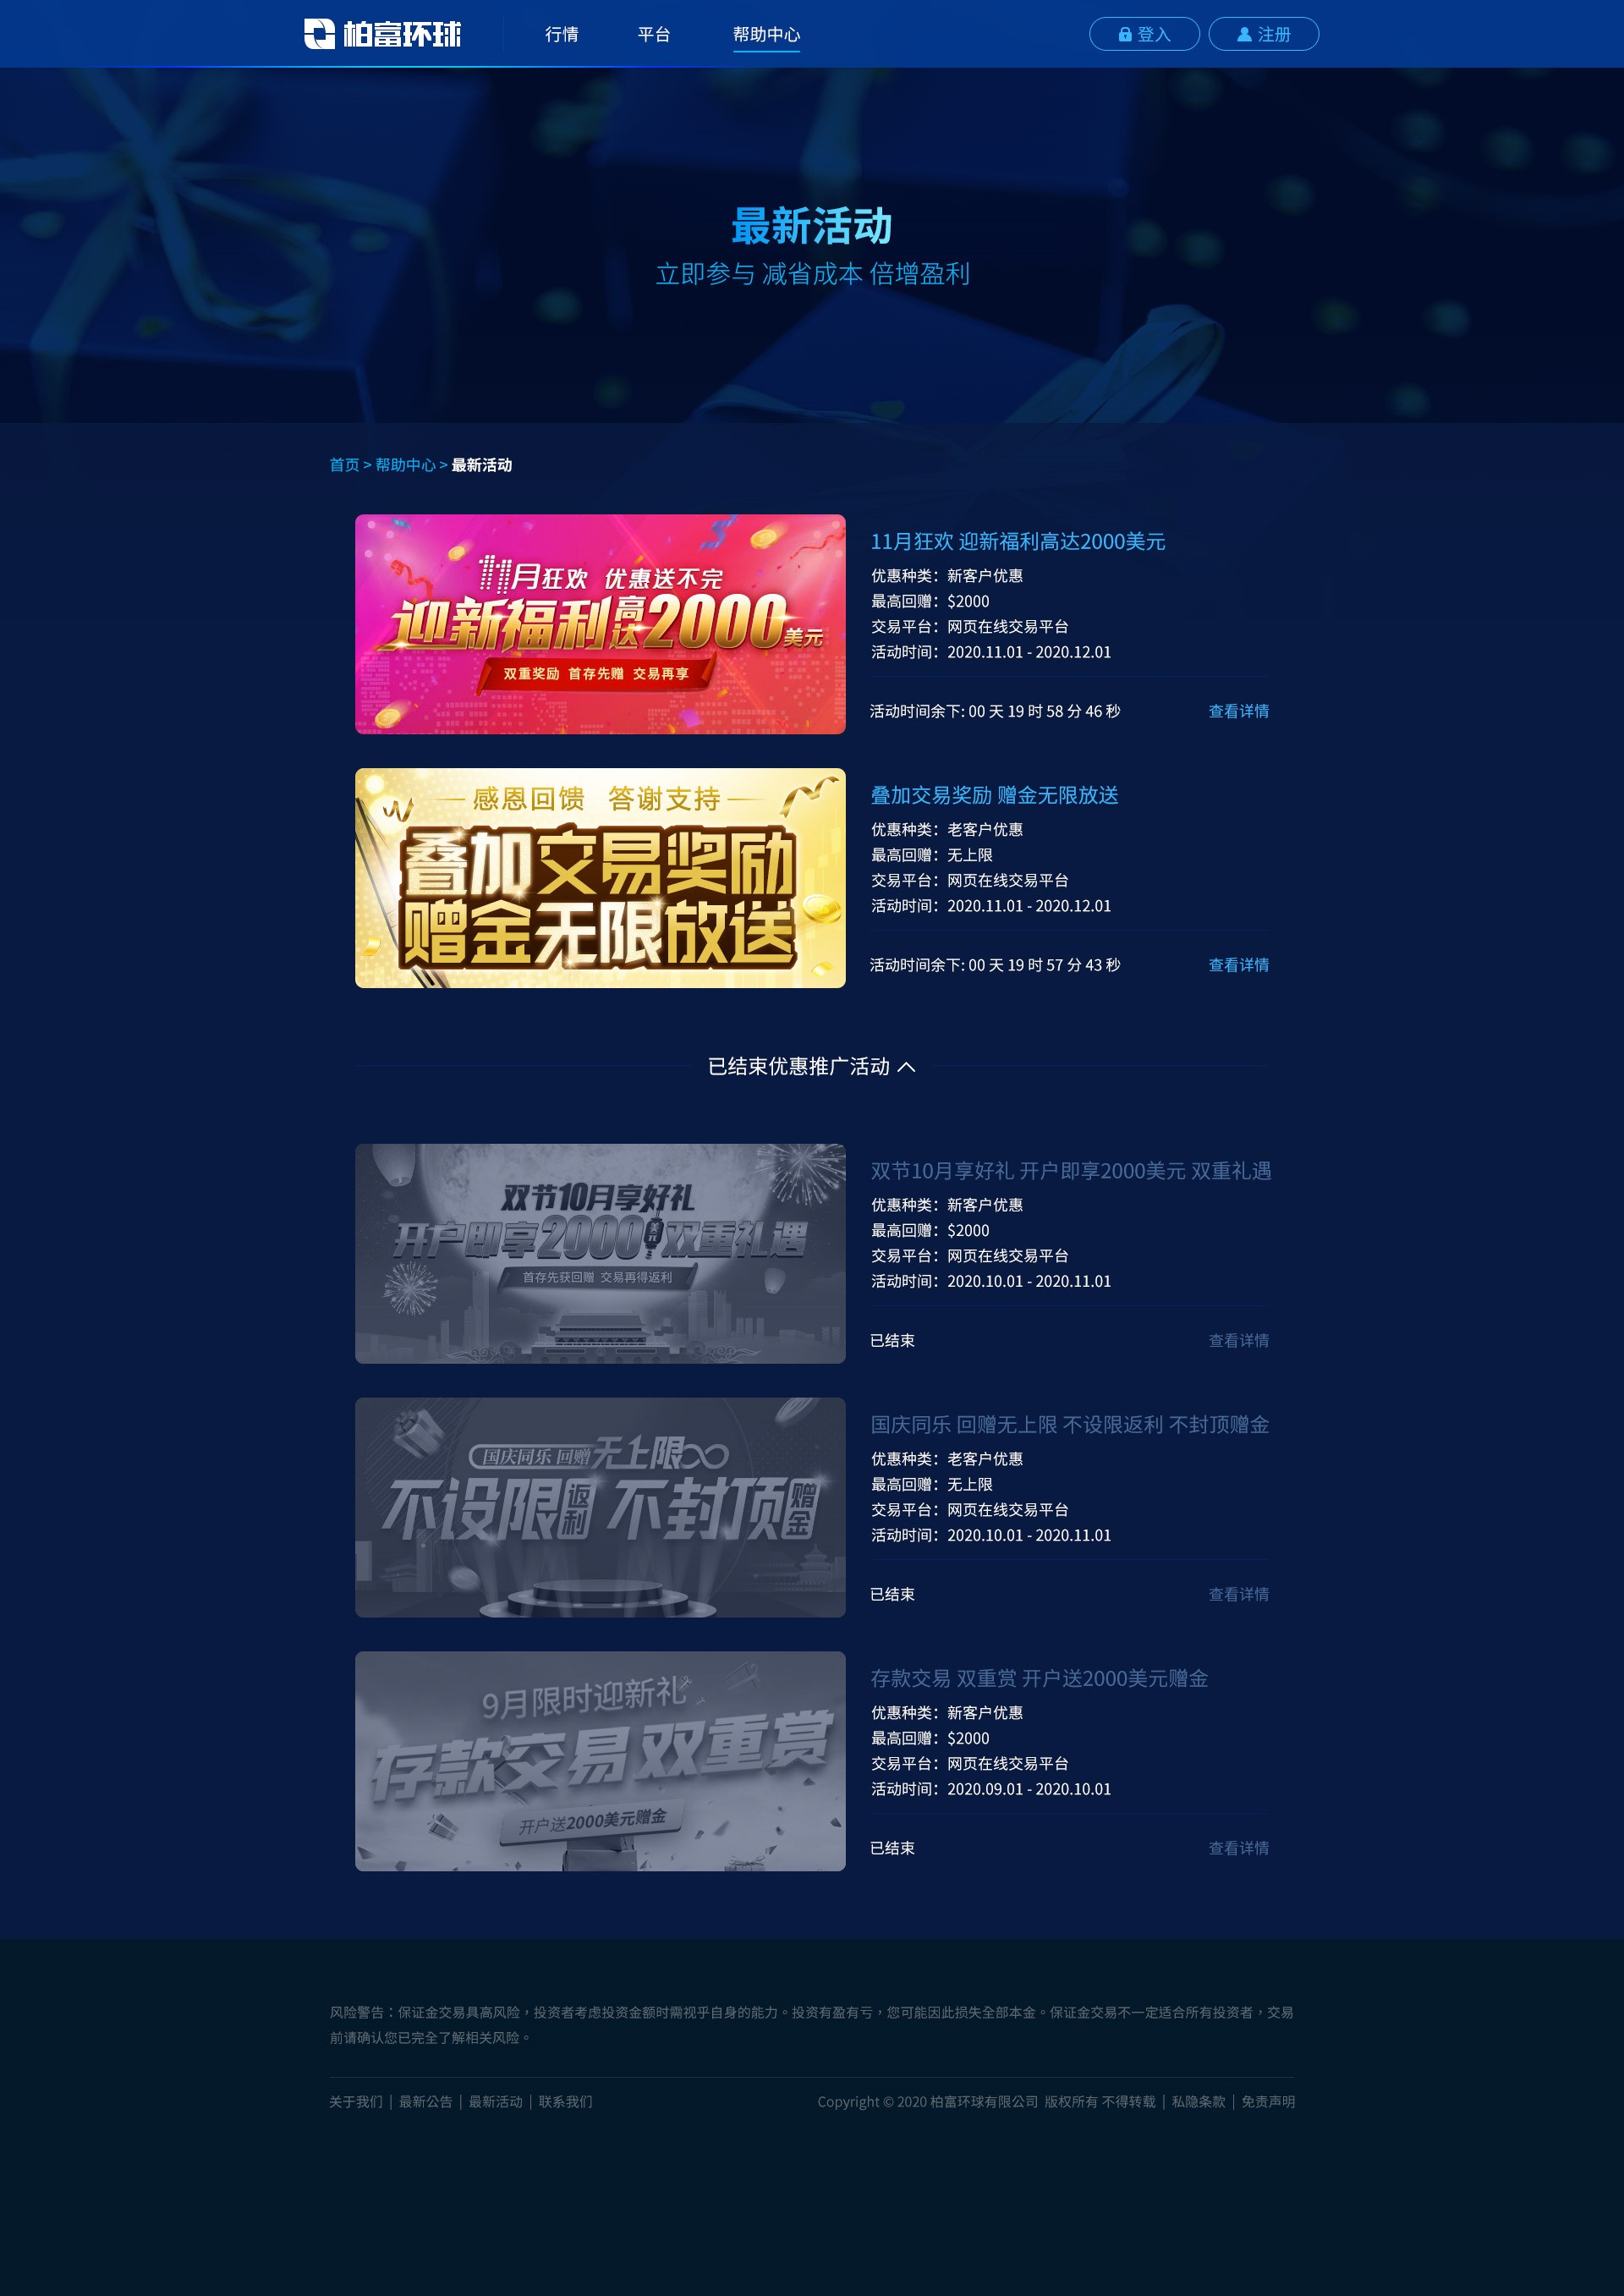 柏富环球
行情
平台
帮助中心
登入
注册
最新活动
立即参与 减省成本 倍增盈利
首页 > 帮助中心 > 最新活动
11月狂欢 优惠送不完
迎新福利高达2000美元
双重奖励 首存先赠 交易再享
11月狂欢 迎新福利高达2000美元
优惠种类：新客户优惠
最高回赠：$2000
交易平台：网页在线交易平台
活动时间：2020.11.01 - 2020.12.01
活动时间余下: 00 天 19 时 58 分 46 秒
查看详情
感恩回馈 答谢支持
叠加交易奖励
赠金无限放送
叠加交易奖励 赠金无限放送
优惠种类：老客户优惠
最高回赠：无上限
交易平台：网页在线交易平台
活动时间：2020.11.01 - 2020.12.01
活动时间余下: 00 天 19 时 57 分 43 秒
查看详情
已结束优惠推广活动
双节10月享好礼
开户即享2000美元双重礼遇
首存先获回赠 交易再得返利
双节10月享好礼 开户即享2000美元 双重礼遇
优惠种类：新客户优惠
最高回赠：$2000
交易平台：网页在线交易平台
活动时间：2020.10.01 - 2020.11.01
已结束
查看详情
国庆同乐 回赠无上限
不设限返利 不封顶赠金
国庆同乐 回赠无上限 不设限返利 不封顶赠金
优惠种类：老客户优惠
最高回赠：无上限
交易平台：网页在线交易平台
活动时间：2020.10.01 - 2020.11.01
已结束
查看详情
9月限时迎新礼
存款交易双重赏
开户送2000美元赠金
存款交易 双重赏 开户送2000美元赠金
优惠种类：新客户优惠
最高回赠：$2000
交易平台：网页在线交易平台
活动时间：2020.09.01 - 2020.10.01
已结束
查看详情
风险警告：保证金交易具高风险，投资者考虑投资金额时需视乎自身的能力。投资有盈有亏，您可能因此损失全部本金。保证金交易不一定适合所有投资者，交易
前请确认您已完全了解相关风险。
关于我们 | 最新公告 | 最新活动 | 联系我们
Copyright © 2020 柏富环球有限公司 版权所有 不得转载 | 私隐条款 | 免责声明